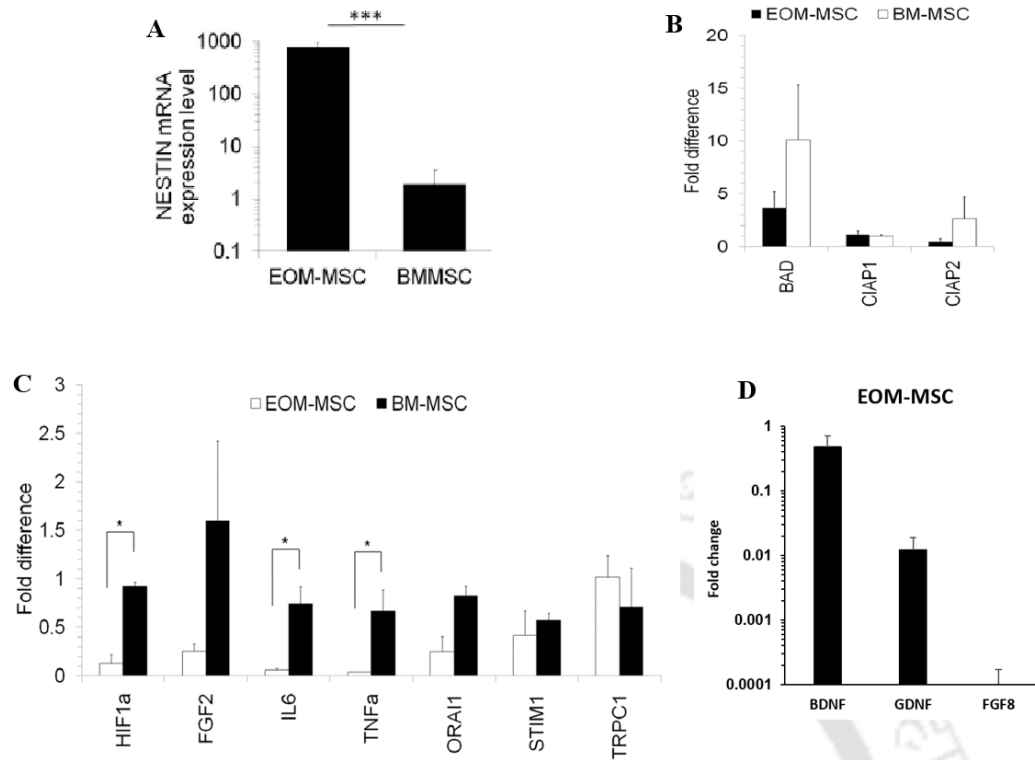 A
***
NESTIN mRNA
expression level
1000
100
10
1
0.1
EOM-MSC BMMSC
B
EOM-MSC BM-MSC
Fold difference
20
15
10
5
0
BAD
CIAP1
CIAP2
C
EOM-MSC BM-MSC
Fold difference
3
2.5
2
1.5
1
0.5
0
*
*
*
HIF1a
FGF2
IL6
TNFa
ORAI1
STIM1
TRPC1
D
EOM-MSC
Fold change
1
0.1
0.01
0.001
0.0001
BDNF GDNF FGF8